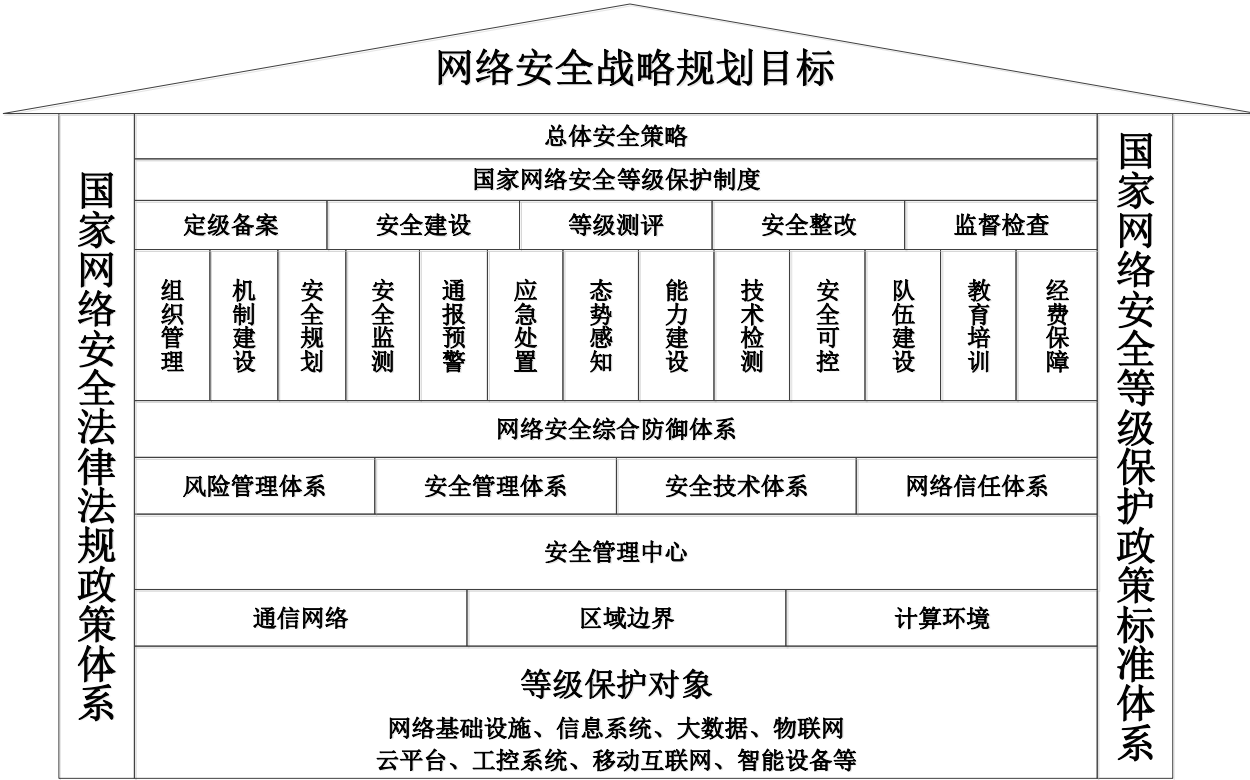 网络安全战略规划目标
国家网络安全法律法规政策体系
总体安全策略
国家网络安全等级保护制度
定级备案
安全建设
等级测评
安全整改
监督检查
组织管理
机制建设
安全规划
安全监测
通报预警
应急处置
态势感知
能力建设
技术检测
安全可控
队伍建设
教育培训
经费保障
网络安全综合防御体系
风险管理体系
安全管理体系
安全技术体系
网络信任体系
安全管理中心
通信网络
区域边界
计算环境
等级保护对象
网络基础设施、信息系统、大数据、物联网
云平台、工控系统、移动互联网、智能设备等
国家网络安全等级保护政策标准体系